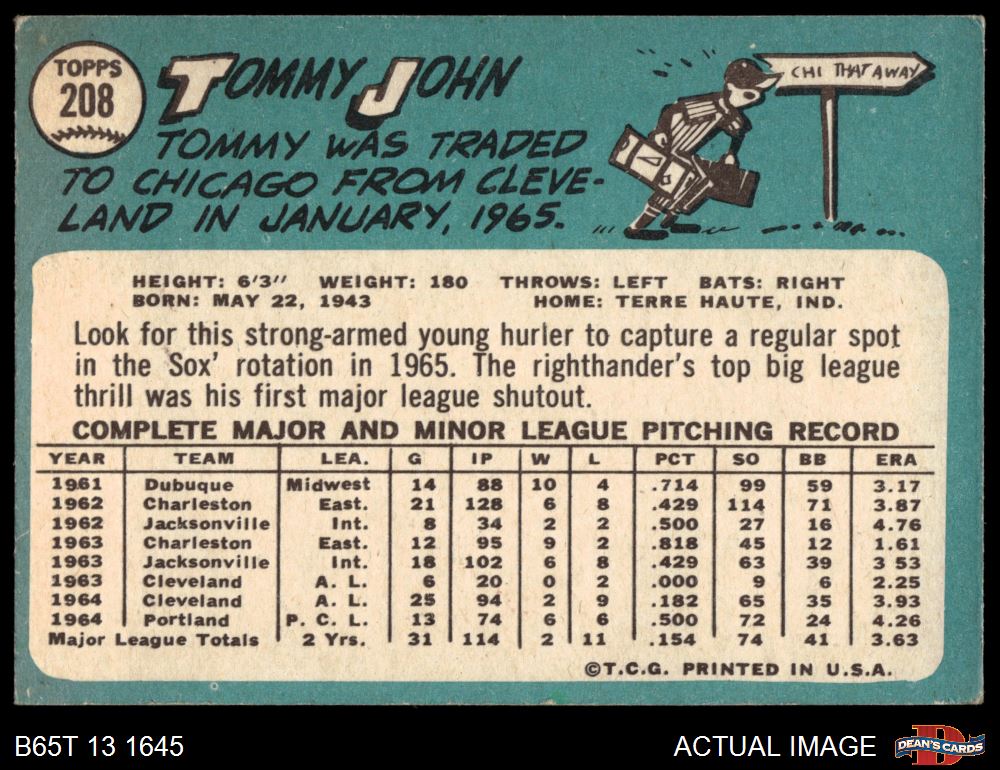 TOPPS
208
TOMMY JOHN
TOMMY WAS TRADED
TO CHICAGO FROM CLEVE-
LAND IN JANUARY, 1965.
CHI THAT AWAY
HEIGHT: 6'3" WEIGHT: 180 THROWS: LEFT BATS: RIGHT
BORN: MAY 22, 1943 HOME: TERRE HAUTE, IND.
Look for this strong-armed young hurler to capture a regular spot
in the Sox' rotation in 1965. The righthander's top big league
thrill was his first major league shutout.
COMPLETE MAJOR AND MINOR LEAGUE PITCHING RECORD
YEAR TEAM LEA. G IP W L PCT SO BB ERA
1961 Dubuque Midwest 14 88 10 4 .714 99 59 3.17
1962 Charleston East. 21 128 6 8 .429 114 71 3.87
1962 Jacksonville Int. 8 34 2 2 .500 27 16 4.76
1963 Charleston East. 12 95 9 2 .818 45 12 1.61
1963 Jacksonville Int. 18 102 6 8 .429 63 39 3 53
1963 Cleveland A. L. 6 20 0 2 .000 9 6 2.25
1964 Cleveland A. L. 25 94 2 9 .182 65 35 3.93
1964 Portland P. C. L. 13 74 6 6 .500 72 24 4.26
Major League Totals 2 Yrs. 31 114 2 11 .154 74 41 3.63
©T.C.G. PRINTED IN U.S.A.
B65T 13 1645
ACTUAL IMAGE
DEAN'S CARDS